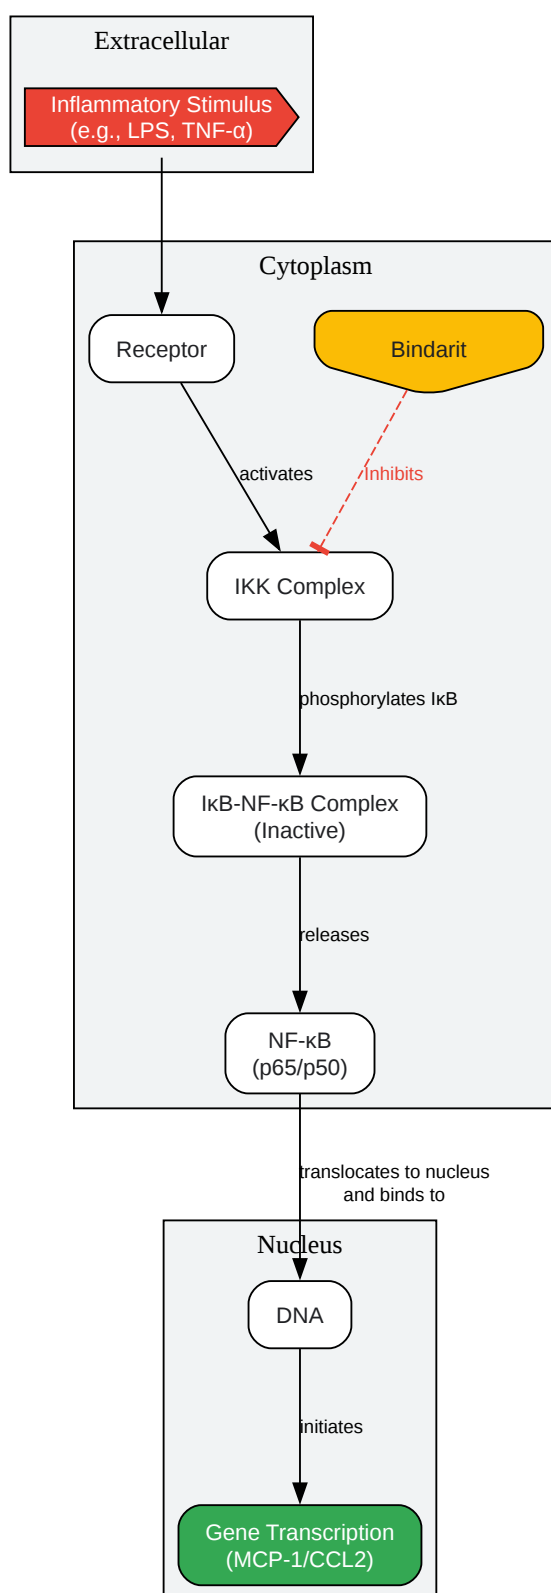 Extracellular
Inflammatory Stimulus
(e.g., LPS, TNF-α)
Cytoplasm
Receptor
Bindarit
activates
Inhibits
IKK Complex
phosphorylates IκB
IκB-NF-κB Complex
(Inactive)
releases
NF-κB
(p65/p50)
translocates to nucleus
and binds to
Nucleus
DNA
initiates
Gene Transcription
(MCP-1/CCL2)